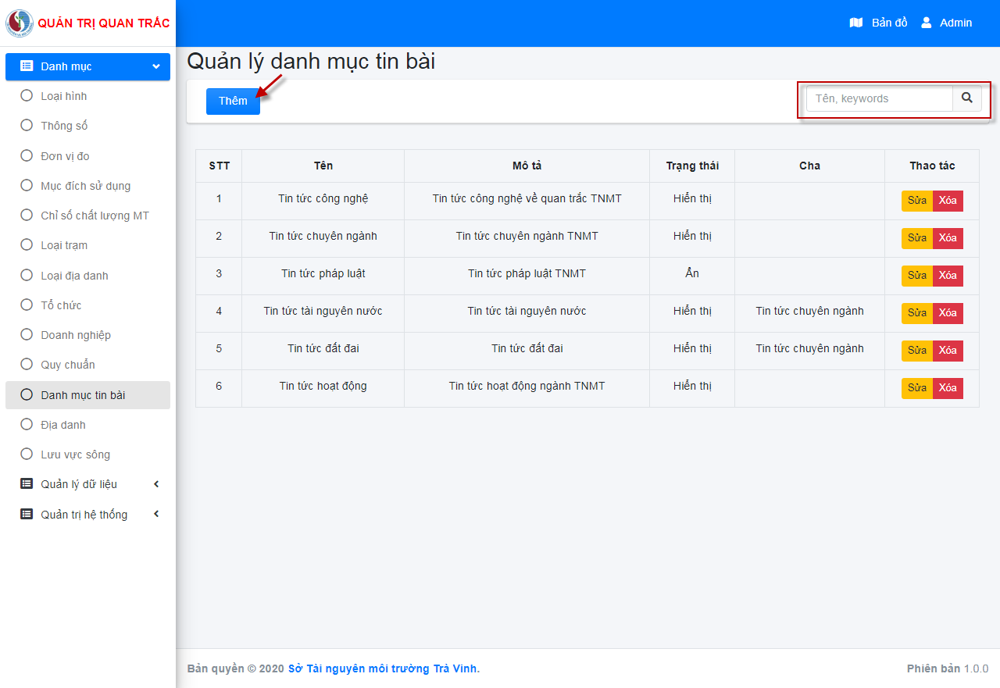 QUẢN TRỊ QUAN TRẮC
Bản đồ Admin
Danh mục
Loại hình
Thông số
Đơn vị đo
Mục đích sử dụng
Chỉ số chất lượng MT
Loại trạm
Loại địa danh
Tổ chức
Doanh nghiệp
Quy chuẩn
Danh mục tin bài
Địa danh
Lưu vực sông
Quản lý dữ liệu
Quản trị hệ thống
Quản lý danh mục tin bài
Thêm Tên, keywords
STT Tên Mô tả Trạng thái Cha Thao tác
1 Tin tức công nghệ Tin tức công nghệ về quan trắc TNMT Hiển thị Sửa Xóa
2 Tin tức chuyên ngành Tin tức chuyên ngành TNMT Hiển thị Sửa Xóa
3 Tin tức pháp luật Tin tức pháp luật TNMT Ẩn Sửa Xóa
4 Tin tức tài nguyên nước Tin tức tài nguyên nước Hiển thị Tin tức chuyên ngành Sửa Xóa
5 Tin tức đất đai Tin tức đất đai Hiển thị Tin tức chuyên ngành Sửa Xóa
6 Tin tức hoạt động Tin tức hoạt động ngành TNMT Hiển thị Sửa Xóa
Bản quyền © 2020 Sở Tài nguyên môi trường Trà Vinh. Phiên bản 1.0.0